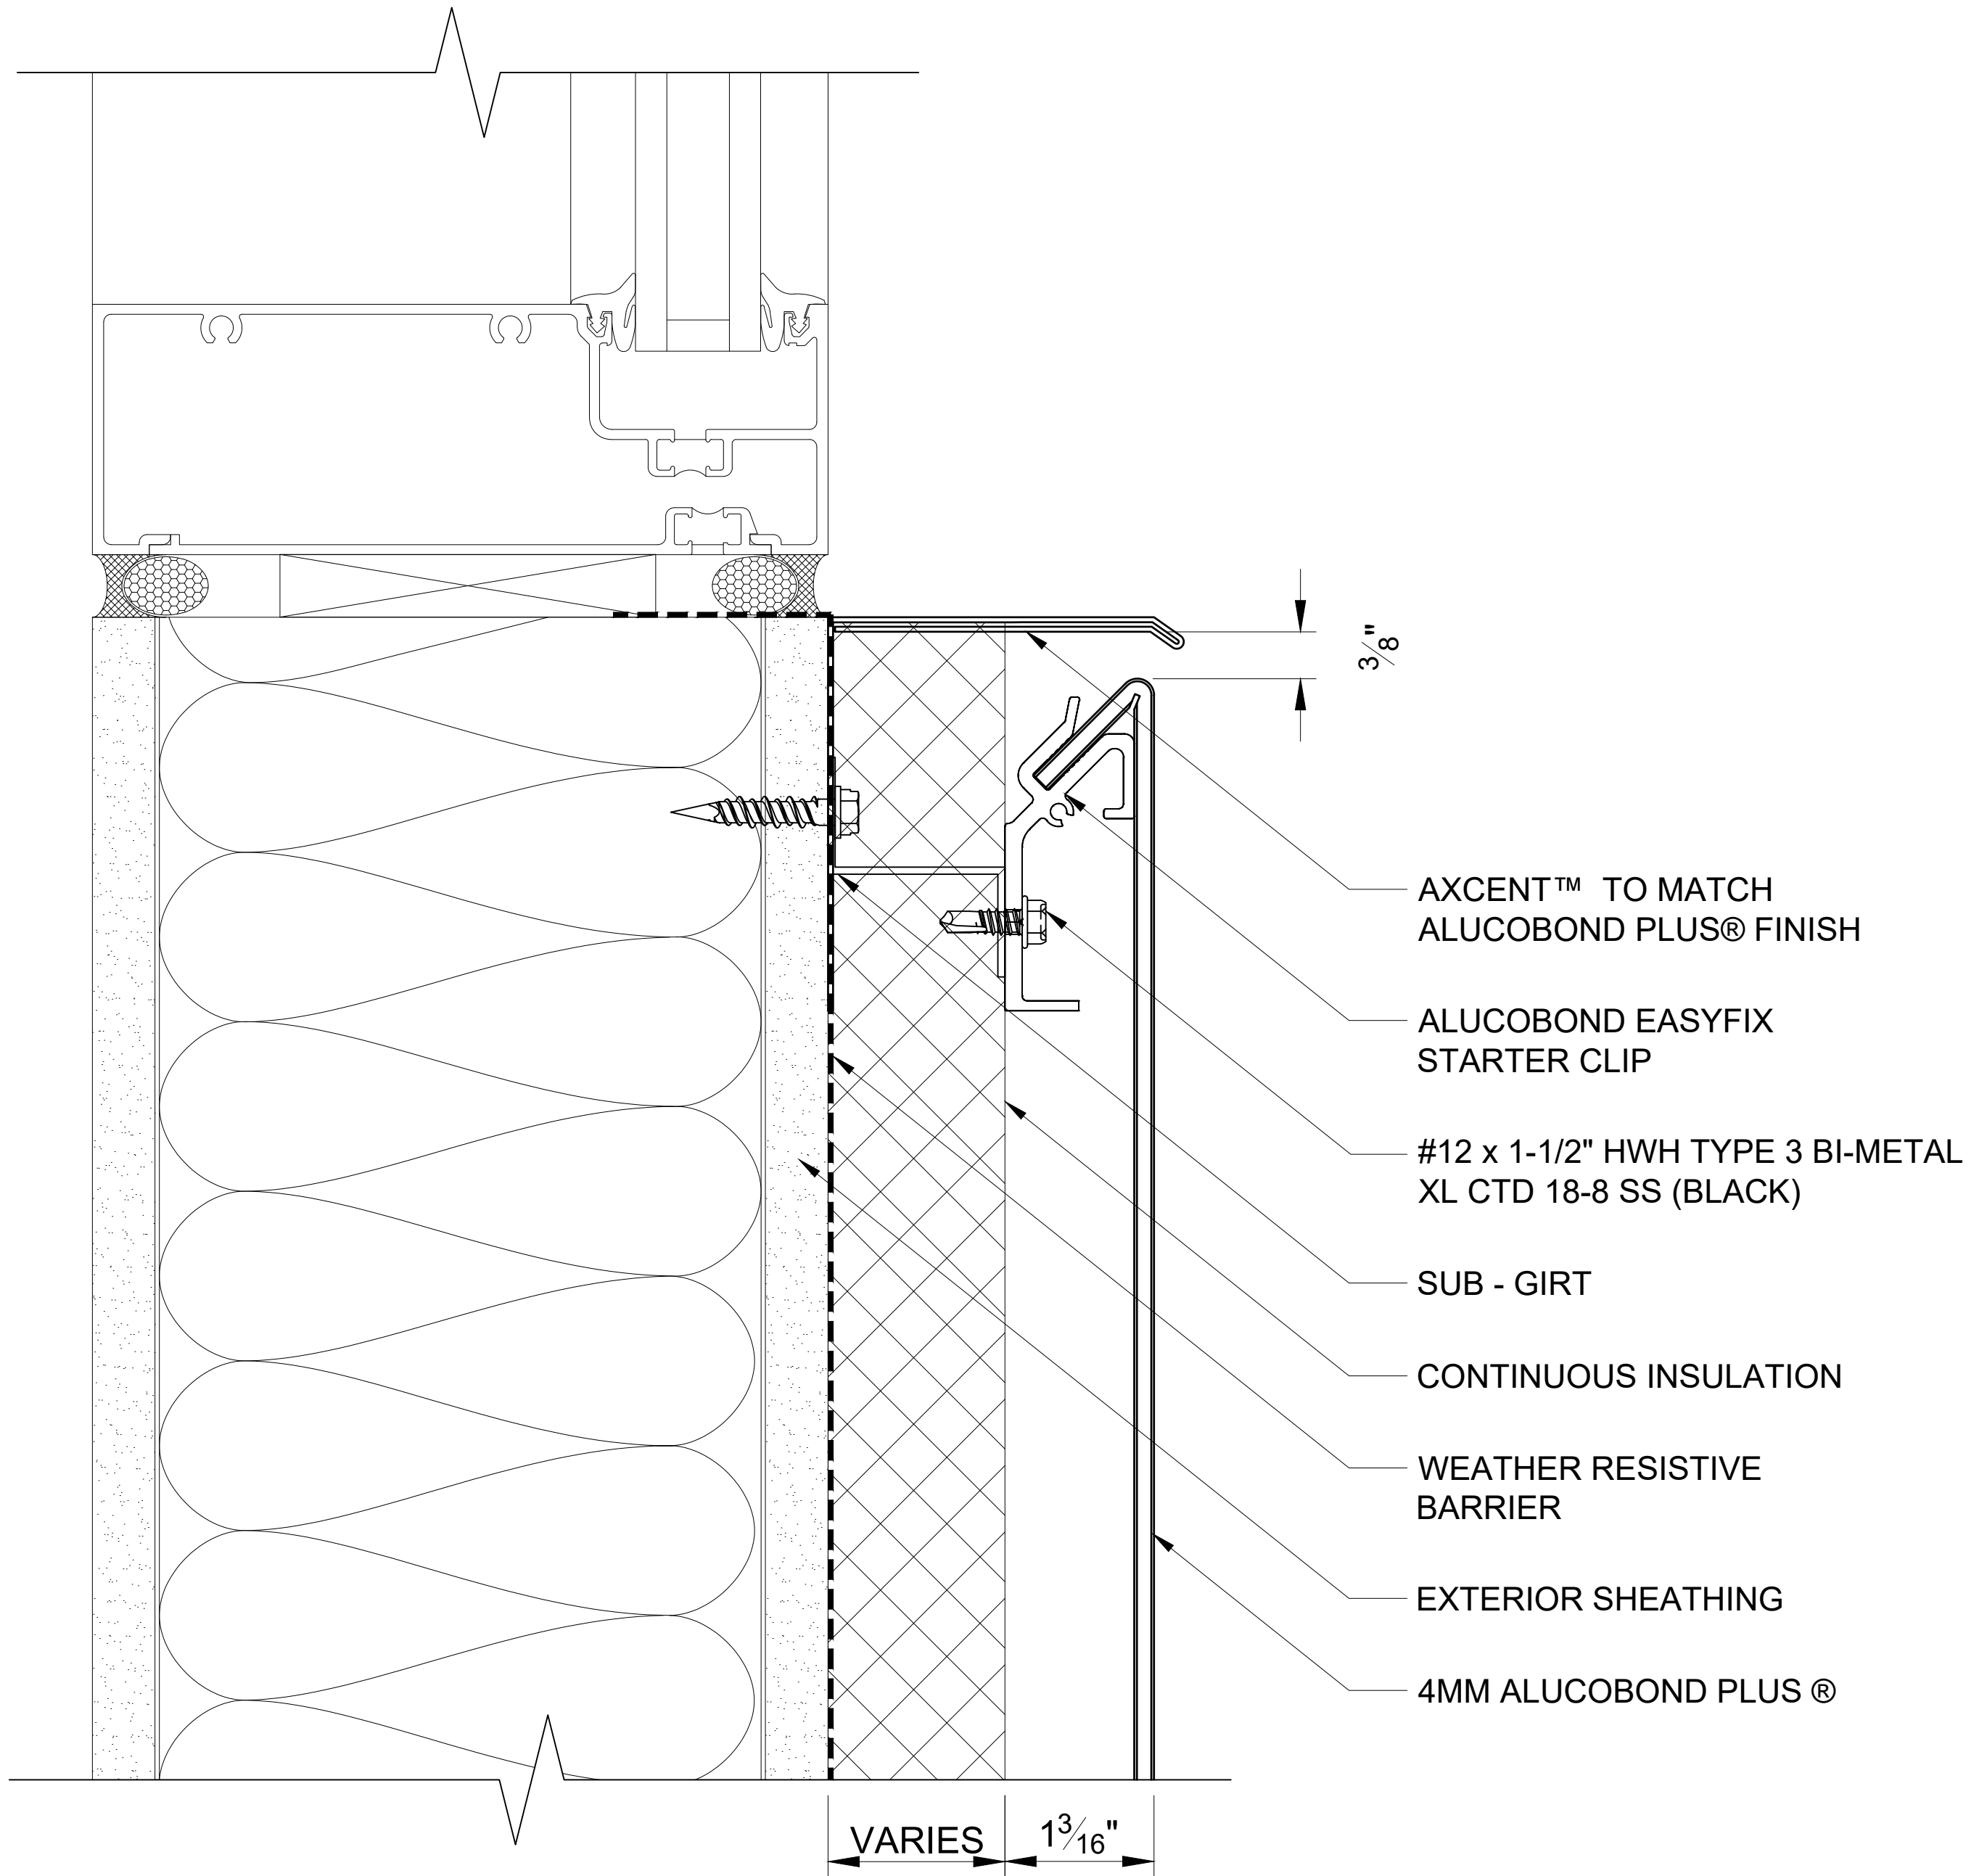 3/8"
AXCENT™ TO MATCH
ALUCOBOND PLUS® FINISH
ALUCOBOND EASYFIX
STARTER CLIP
#12 x 1-1/2" HWH TYPE 3 BI-METAL
XL CTD 18-8 SS (BLACK)
SUB - GIRT
CONTINUOUS INSULATION
WEATHER RESISTIVE
BARRIER
EXTERIOR SHEATHING
4MM ALUCOBOND PLUS ®
VARIES
1 3/16"